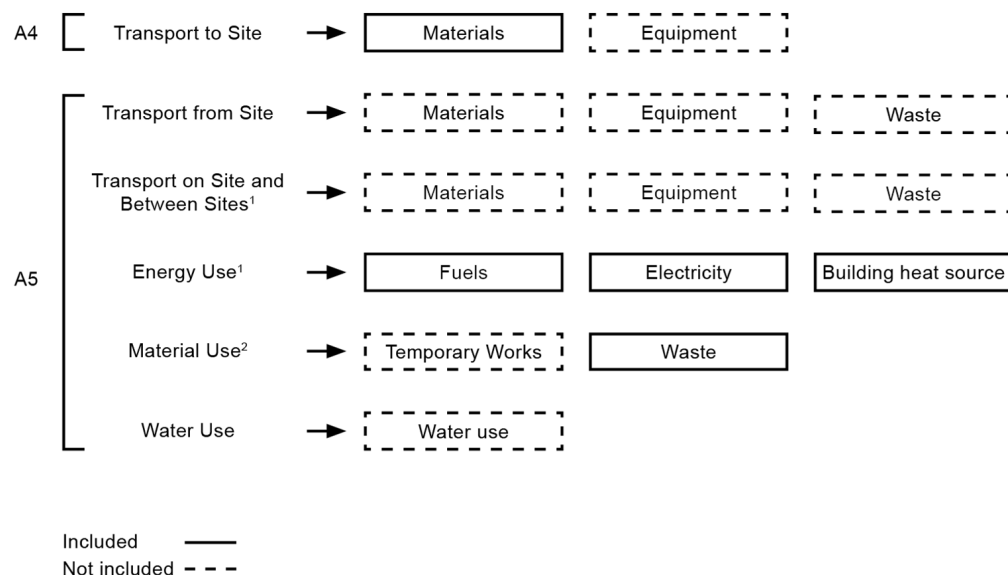 A4 Transport to Site Materials Equipment
Transport from Site Materials Equipment Waste
Transport on Site and
Between Sites¹ Materials Equipment Waste
A5 Energy Use¹ Fuels Electricity Building heat source
Material Use² Temporary Works Waste
Water Use Water use
Included
Not included